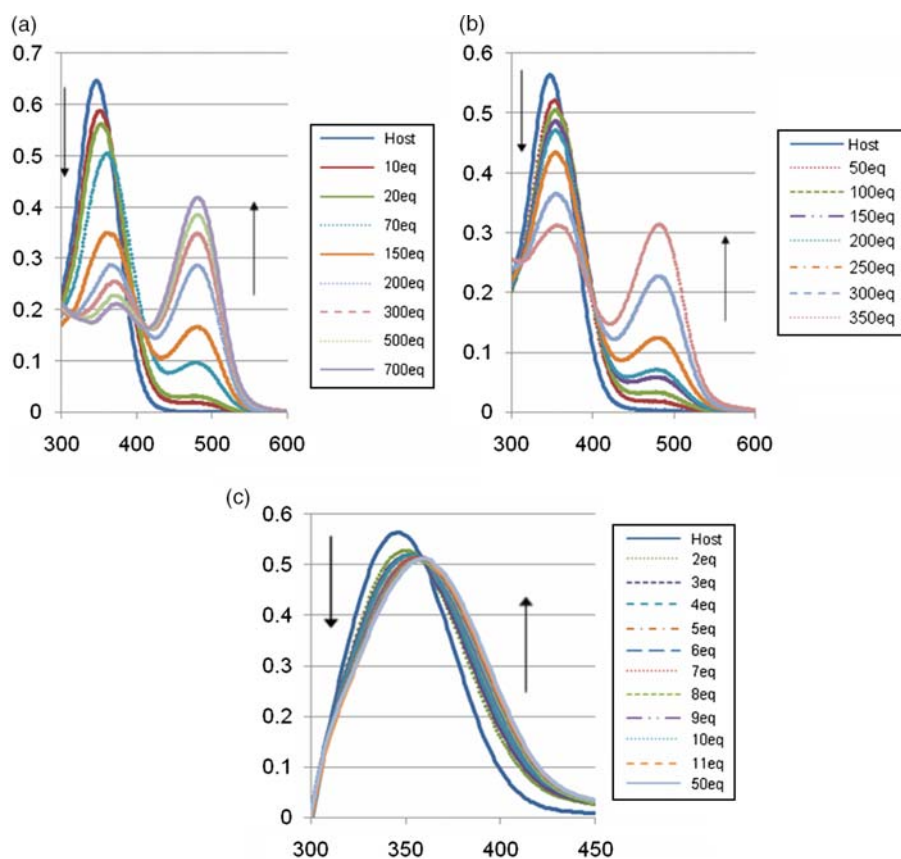 (a)
0.7
0.6
0.5
0.4
0.3
0.2
0.1
0
300 400 500 600
Host
10eq
20eq
70eq
150eq
200eq
300eq
500eq
700eq
(b)
0.6
0.5
0.4
0.3
0.2
0.1
0
300 400 500 600
Host
50eq
100eq
150eq
200eq
250eq
300eq
350eq
(c)
0.6
0.5
0.4
0.3
0.2
0.1
0
300 350 400 450
Host
2eq
3eq
4eq
5eq
6eq
7eq
8eq
9eq
10eq
11eq
50eq